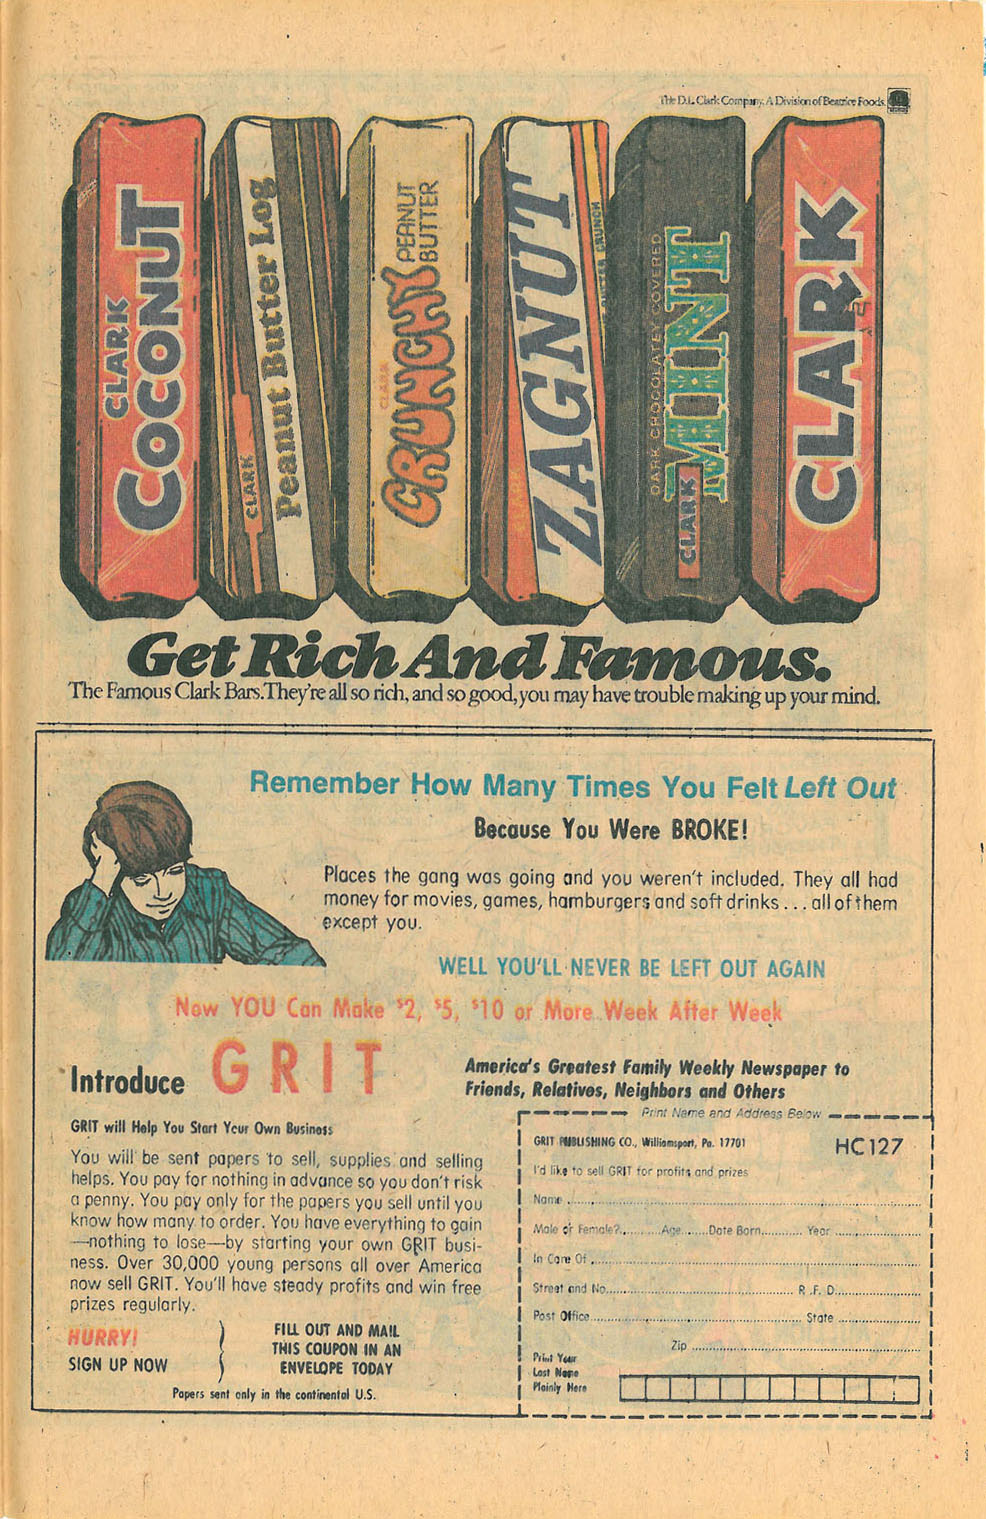 The D.L. Clark Company. A Division of Beatrice Foods.
CLARK COCONUT
CLARK Peanut Butter Log
CLARK CRUNCHY PEANUT BUTTER
CLARK ZAGNUT
DARK CHOCOLATEY COVERED
CLARK MINT
CLARK
Get Rich And Famous.
The Famous Clark Bars. They're all so rich, and so good, you may have trouble making up your mind.
Remember How Many Times You Felt Left Out
Because You Were BROKE!
Places the gang was going and you weren't included. They all had
money for movies, games, hamburgers and soft drinks . . . all of them
except you.
WELL YOU'LL NEVER BE LEFT OUT AGAIN
Now YOU Can Make $2, $5, $10 or More Week After Week
Introduce GRIT
America's Greatest Family Weekly Newspaper to
Friends, Relatives, Neighbors and Others
GRIT will Help You Start Your Own Business
You will be sent papers to sell, supplies and selling
helps. You pay for nothing in advance so you don't risk
a penny. You pay only for the papers you sell until you
know how many to order. You have everything to gain
—nothing to lose—by starting your own GRIT busi-
ness. Over 30,000 young persons all over America
now sell GRIT. You'll have steady profits and win free
prizes regularly.
HURRY!
SIGN UP NOW
FILL OUT AND MAIL
THIS COUPON IN AN
ENVELOPE TODAY
Papers sent only in the continental U.S.
Print Name and Address Below
GRIT PUBLISHING CO., Williamsport, Pa. 17701 HC127
I'd like to sell GRIT for profits and prizes
Name
Male or Female? Age Date Born Year
In Care Of
Street and No. R.F.D.
Post Office State
Zip
Print Your
Last Name
Plainly Here